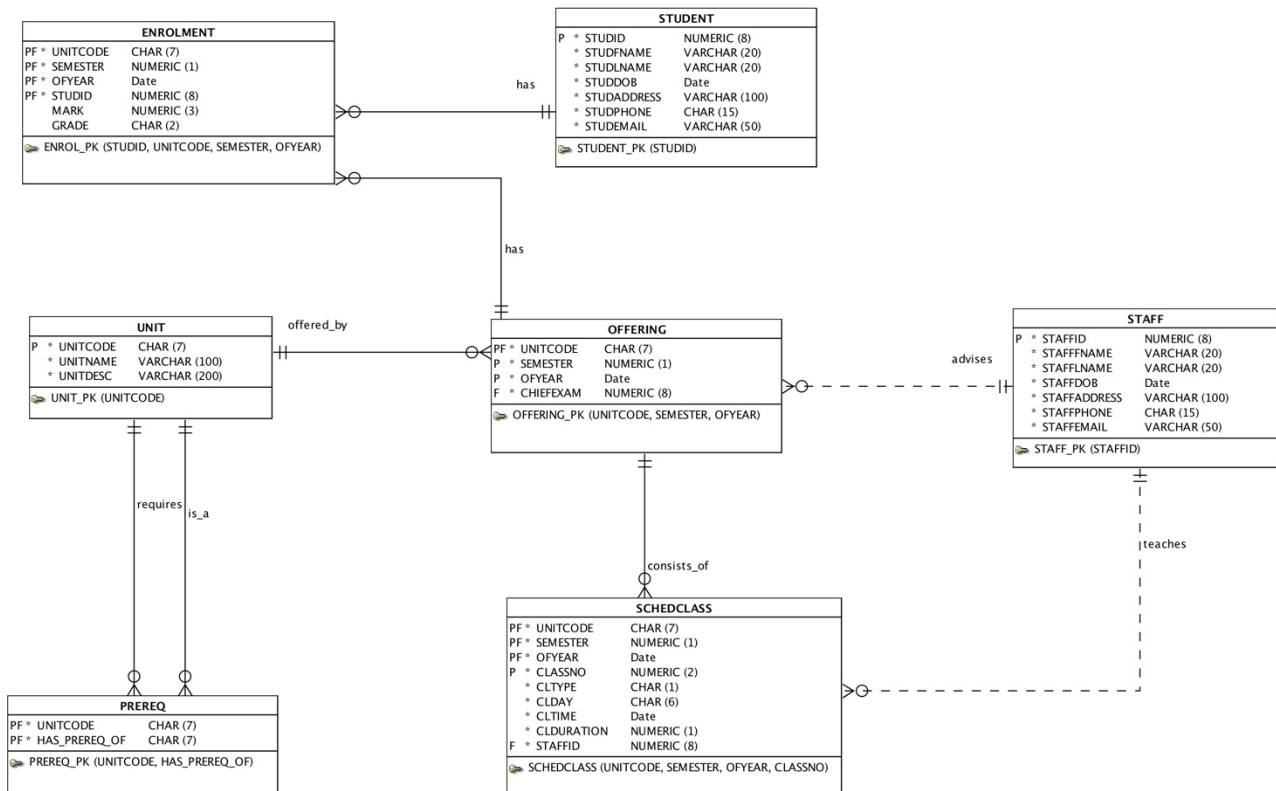 ENROLMENT
PF * UNITCODE CHAR (7)
PF * SEMESTER NUMERIC (1)
PF * OFYEAR Date
PF * STUDID NUMERIC (8)
MARK NUMERIC (3)
GRADE CHAR (2)
ENROL_PK (STUDID, UNITCODE, SEMESTER, OFYEAR)
has
STUDENT
P * STUDID NUMERIC (8)
* STUDFNAME VARCHAR (20)
* STUDLNAME VARCHAR (20)
* STUDDOB Date
* STUDADDRESS VARCHAR (100)
* STUDPHONE CHAR (15)
* STUDEMAIL VARCHAR (50)
STUDENT_PK (STUDID)
has
UNIT
P * UNITCODE CHAR (7)
* UNITNAME VARCHAR (100)
* UNITDESC VARCHAR (200)
UNIT_PK (UNITCODE)
offered_by
OFFERING
PF * UNITCODE CHAR (7)
P * SEMESTER NUMERIC (1)
P * OFYEAR Date
F * CHIEFEXAM NUMERIC (8)
OFFERING_PK (UNITCODE, SEMESTER, OFYEAR)
advises
STAFF
P * STAFFID NUMERIC (8)
* STAFFFNAME VARCHAR (20)
* STAFFLNAME VARCHAR (20)
* STAFFDOB Date
* STAFFADDRESS VARCHAR (100)
* STAFFPHONE CHAR (15)
* STAFFEMAIL VARCHAR (50)
STAFF_PK (STAFFID)
requires
is_a
consists_of
teaches
PREREQ
PF * UNITCODE CHAR (7)
PF * HAS_PREREQ_OF CHAR (7)
PREREQ_PK (UNITCODE, HAS_PREREQ_OF)
SCHEDCLASS
PF * UNITCODE CHAR (7)
PF * SEMESTER NUMERIC (1)
PF * OFYEAR Date
P * CLASSNO NUMERIC (2)
* CLTYPE CHAR (1)
* CLDAY CHAR (6)
* CLTIME Date
* CLDURATION NUMERIC (1)
F * STAFFID NUMERIC (8)
SCHEDCLASS (UNITCODE, SEMESTER, OFYEAR, CLASSNO)